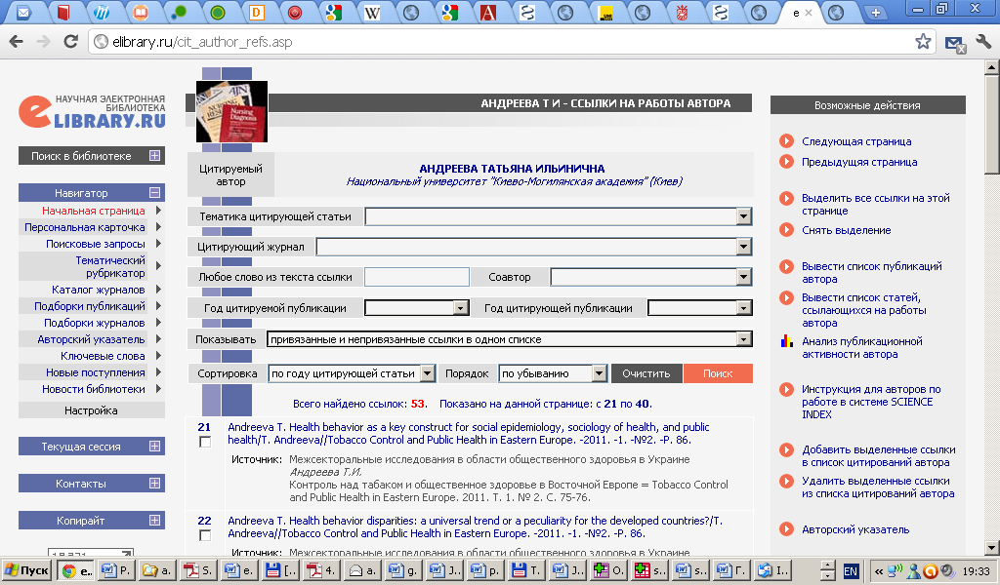 elibrary.ru/cit_author_refs.asp
НАУЧНАЯ ЭЛЕКТРОННАЯ
БИБЛИОТЕКА
eLIBRARY.RU
Поиск в библиотеке
Навигатор
Начальная страница
Персональная карточка
Поисковые запросы
Тематический
рубрикатор
Каталог журналов
Подборки публикаций
Подборки журналов
Авторский указатель
Ключевые слова
Новые поступления
Новости библиотеки
Настройка
Текущая сессия
Контакты
Копирайт
АНДРЕЕВА Т И - ССЫЛКИ НА РАБОТЫ АВТОРА
Цитируемый
автор
АНДРЕЕВА ТАТЬЯНА ИЛЬИНИЧНА
Национальный университет "Киево-Могилянская академия" (Киев)
Тематика цитирующей статьи
Цитирующий журнал
Любое слово из текста ссылки
Соавтор
Год цитируемой публикации
Год цитирующей публикации
Показывать
привязанные и непривязанные ссылки в одном списке
Сортировка
по году цитирующей статьи
Порядок
по убыванию
Очистить
Поиск
Всего найдено ссылок: 53. Показано на данной странице: с 21 по 40.
21
Andreeva T. Health behavior as a key construct for social epidemiology, sociology of health, and public
health/T. Andreeva//Tobacco Control and Public Health in Eastern Europe. -2011. -1. -№2. -P. 86.
Источник: Межсекторальные исследования в области общественного здоровья в Украине
Андреева Т.И.
Контроль над табаком и общественное здоровье в Восточной Европе = Tobacco Control
and Public Health in Eastern Europe. 2011. Т. 1. № 2. С. 75-76.
22
Andreeva T. Health behavior disparities: a universal trend or a peculiarity for the developed countries?/T.
Andreeva//Tobacco Control and Public Health in Eastern Europe. -2011. -1. -№2. -P. 86.
Источник: Межсекторальные исследования в области общественного здоровья в Украине
Возможные действия
Следующая страница
Предыдущая страница
Выделить все ссылки на этой
странице
Снять выделение
Вывести список публикаций
автора
Вывести список статей,
ссылающихся на работы
автора
Анализ публикационной
активности автора
Инструкция для авторов по
работе в системе SCIENCE
INDEX
Добавить выделенные ссылки
в список цитирований автора
Удалить выделенные ссылки
из списка цитирований автора
Авторский указатель
Пуск
EN
19:33